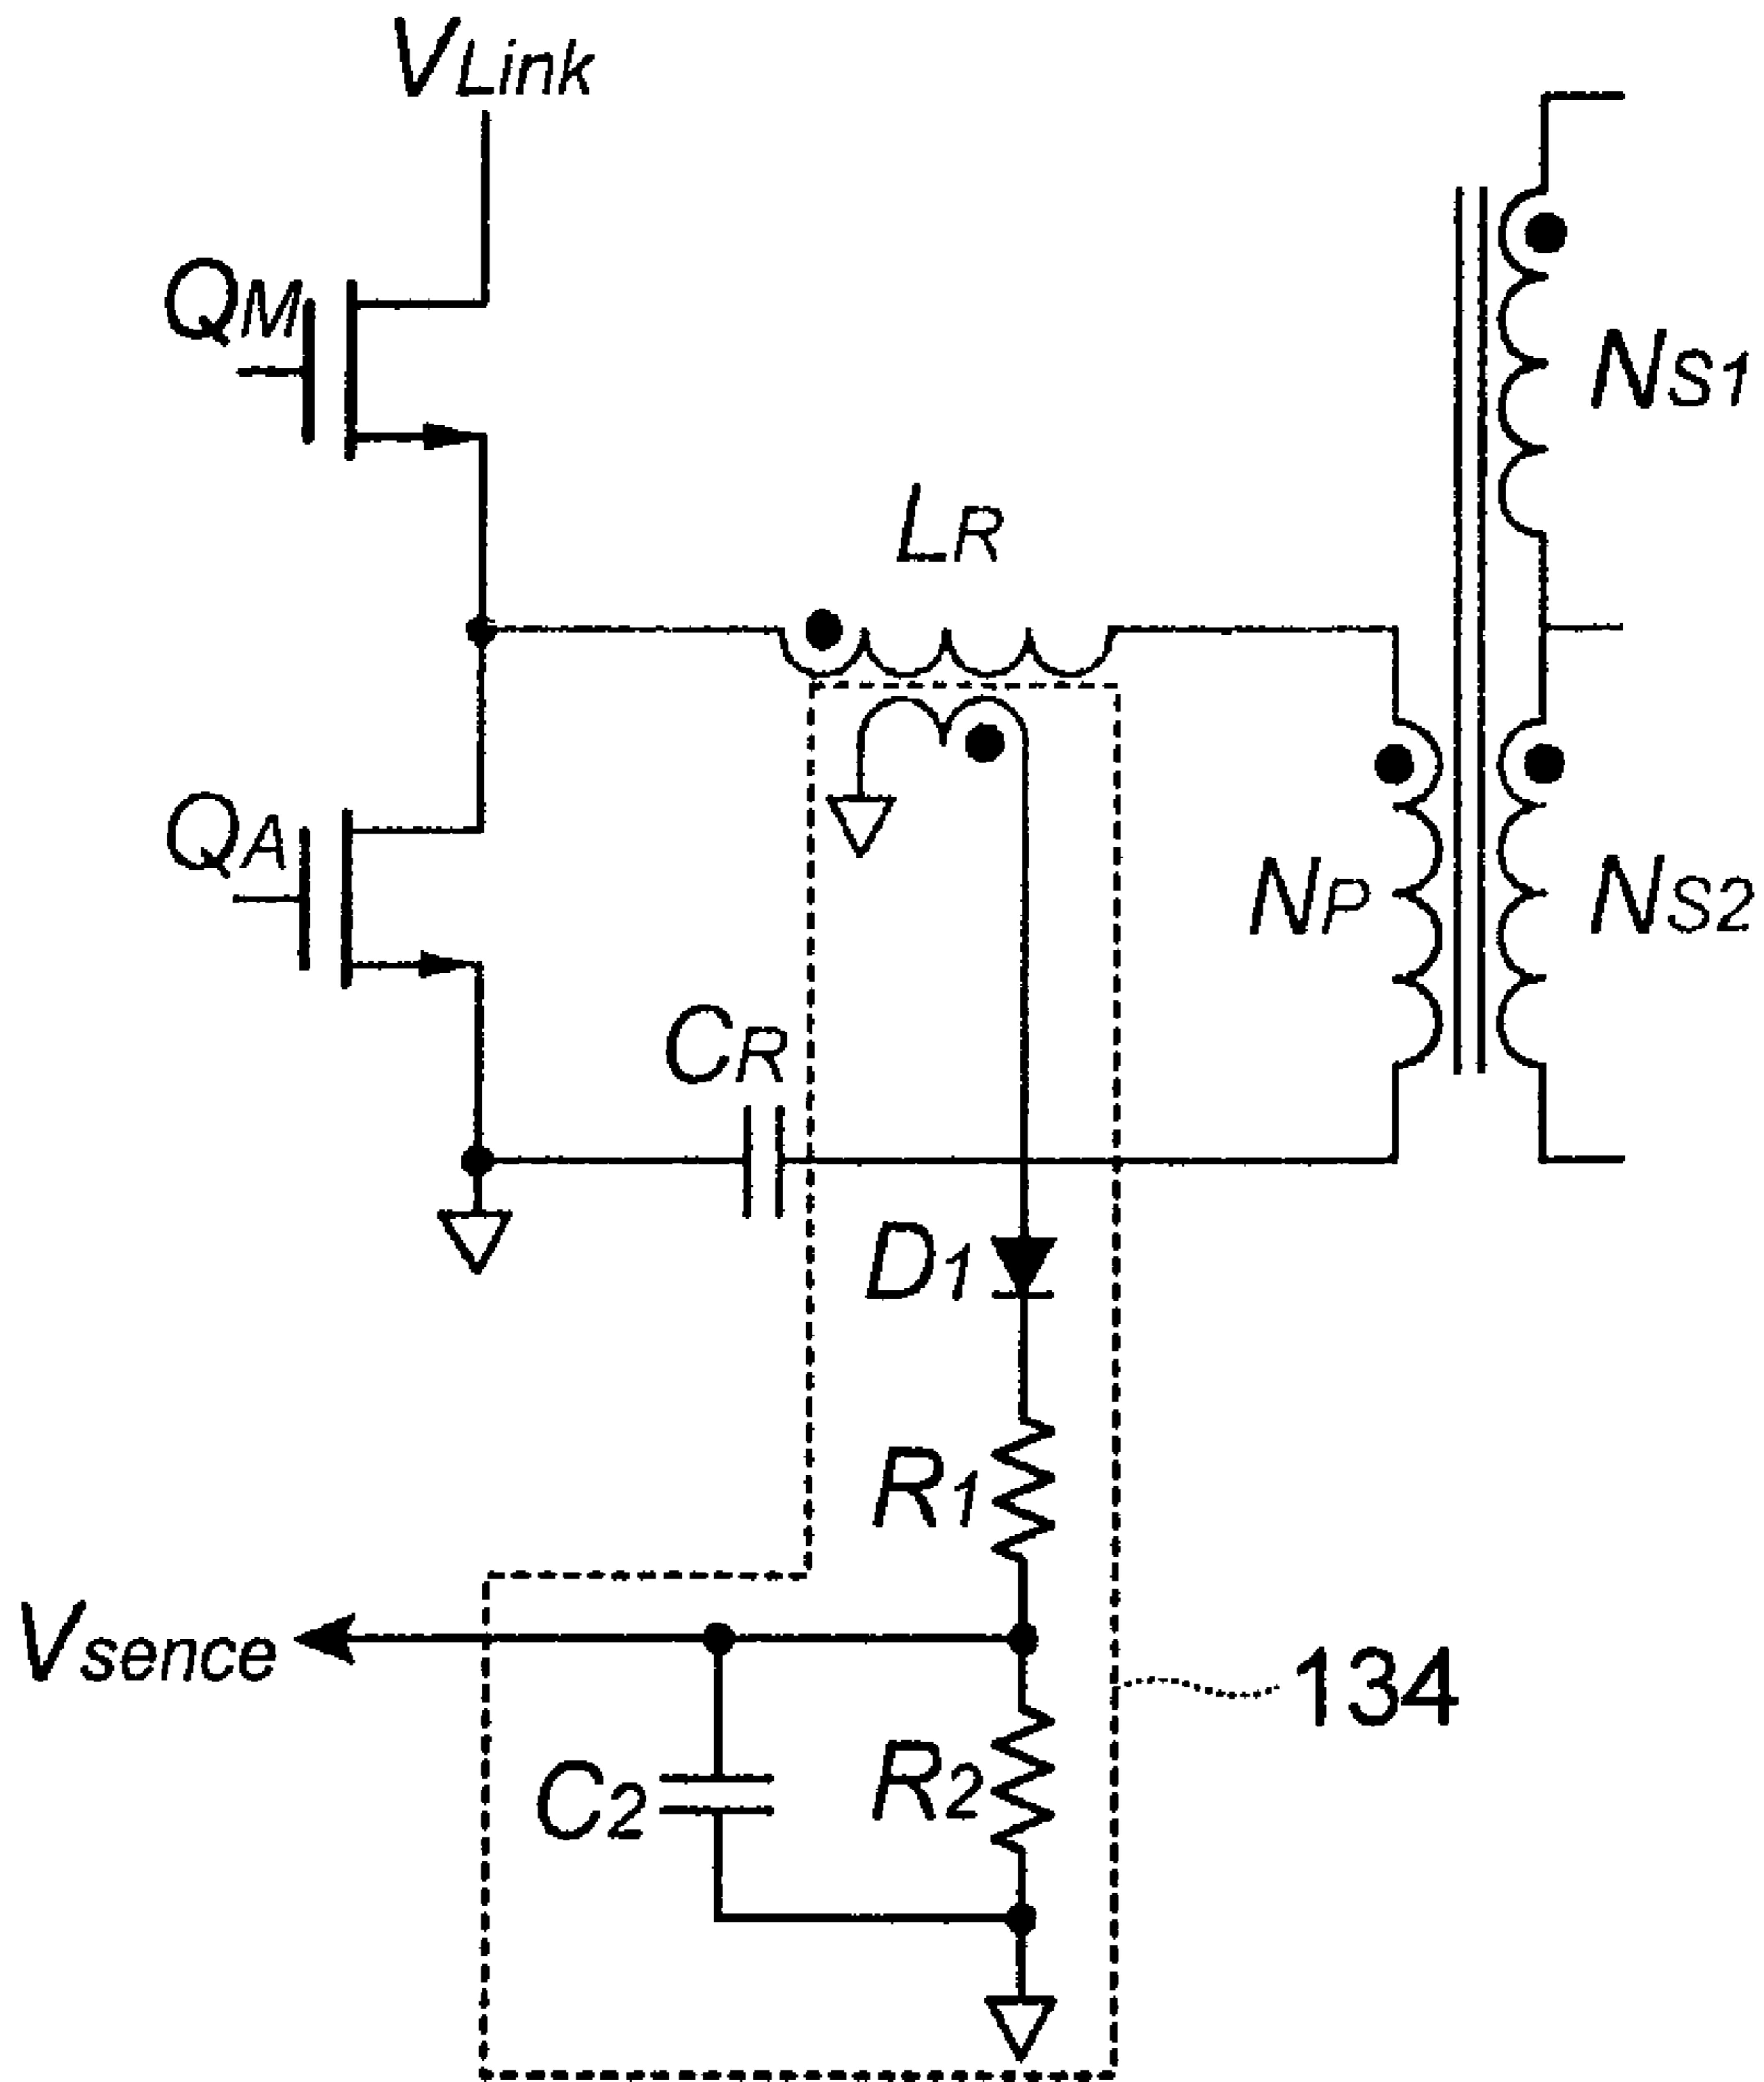 VLink
QM
NS1
LR
QA
NP
NS2
CR
D1
R1
Vsence
134
C2
R2